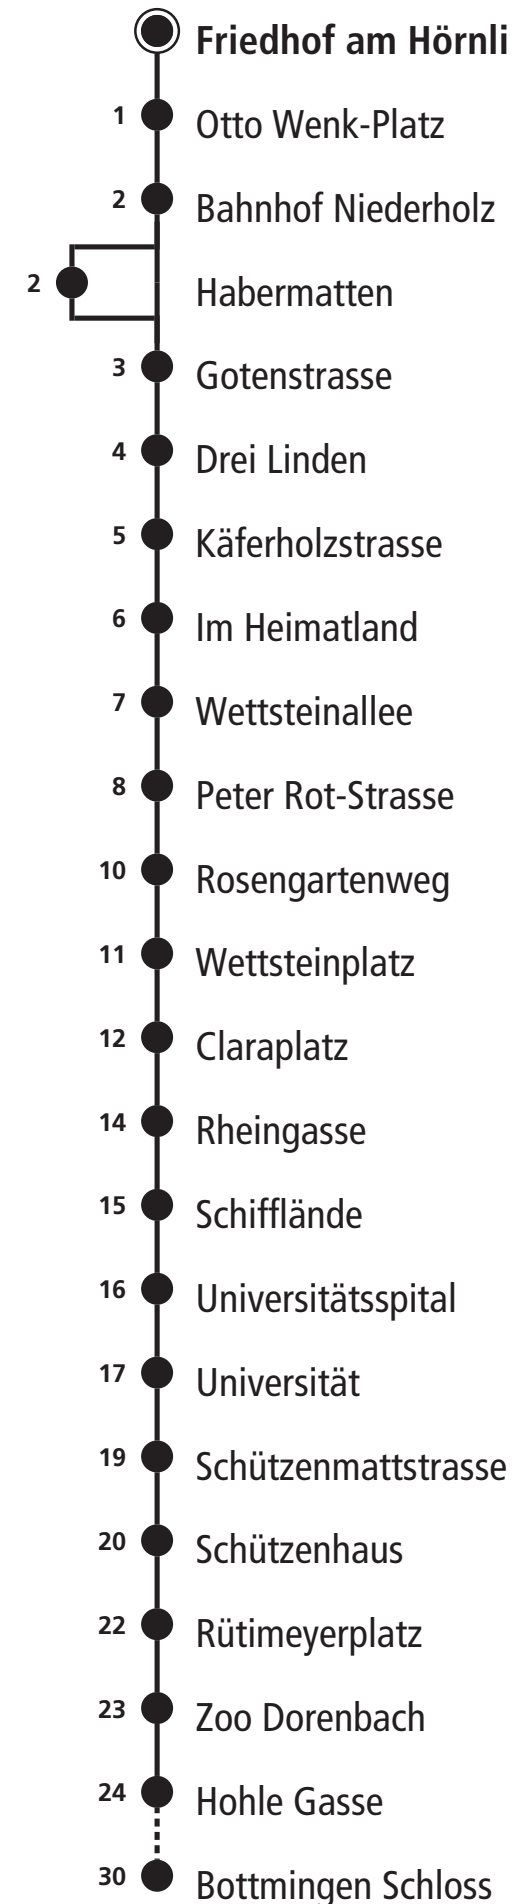 Friedhof am Hörnli
1 Otto Wenk-Platz
2 Bahnhof Niederholz
2 Habermatten
3 Gotenstrasse
4 Drei Linden
5 Käferholzstrasse
6 Im Heimatland
7 Wettsteinallee
8 Peter Rot-Strasse
10 Rosengartenweg
11 Wettsteinplatz
12 Claraplatz
14 Rheingasse
15 Schifflände
16 Universitätsspital
17 Universität
19 Schützenmattstrasse
20 Schützenhaus
22 Rütimeyerplatz
23 Zoo Dorenbach
24 Hohle Gasse
30 Bottmingen Schloss